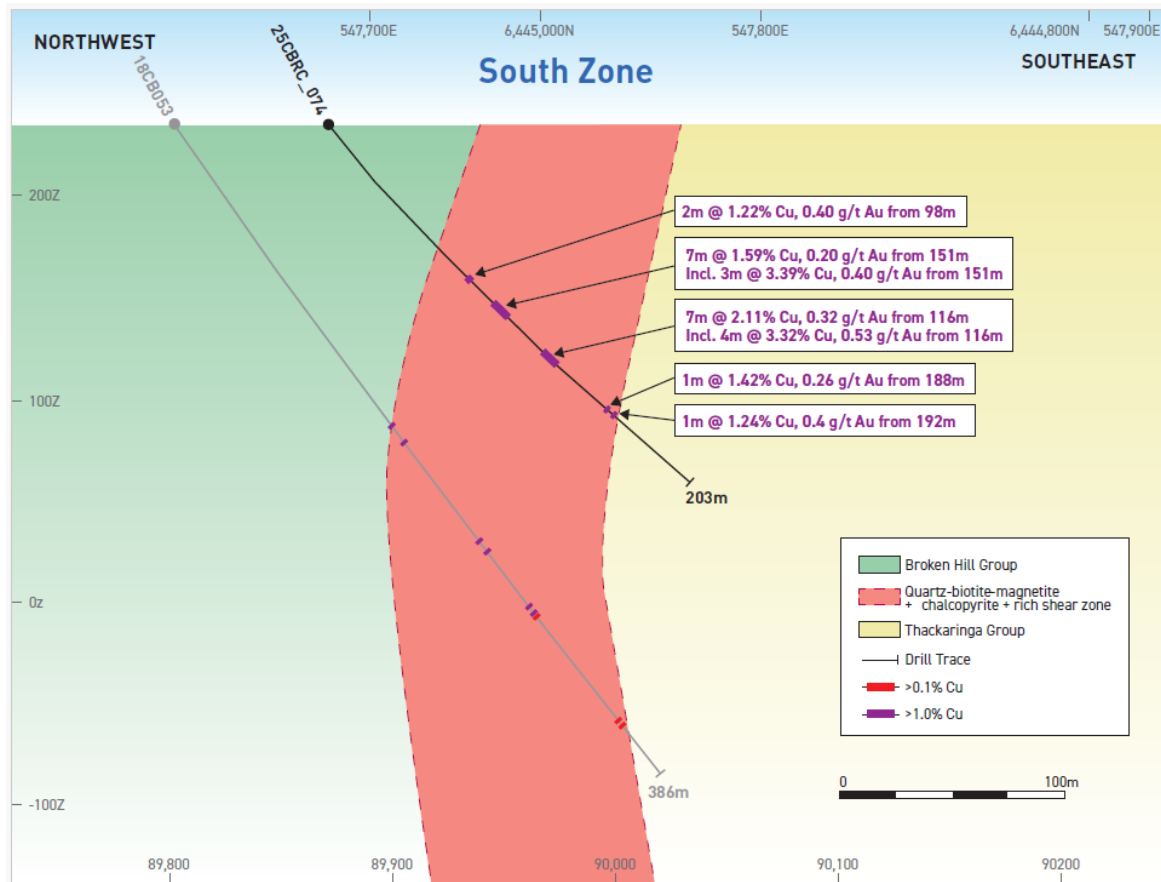 547,700E
6,445,000N
547,800E
6,444,800N
547,900E
NORTHWEST
SOUTHEAST
South Zone
18CB053
25CBRC_074
200Z
2m @ 1.22% Cu, 0.40 g/t Au from 98m
7m @ 1.59% Cu, 0.20 g/t Au from 151m
Incl. 3m @ 3.39% Cu, 0.40 g/t Au from 151m
7m @ 2.11% Cu, 0.32 g/t Au from 116m
Incl. 4m @ 3.32% Cu, 0.53 g/t Au from 116m
1m @ 1.42% Cu, 0.26 g/t Au from 188m
100Z
1m @ 1.24% Cu, 0.4 g/t Au from 192m
203m
Broken Hill Group
Quartz-biotite-magnetite
+ chalcopyrite + rich shear zone
Thackaringa Group
Drill Trace
>0.1% Cu
>1.0% Cu
0z
386m
0
100m
-100Z
89,800
89,900
90,000
90,100
90200